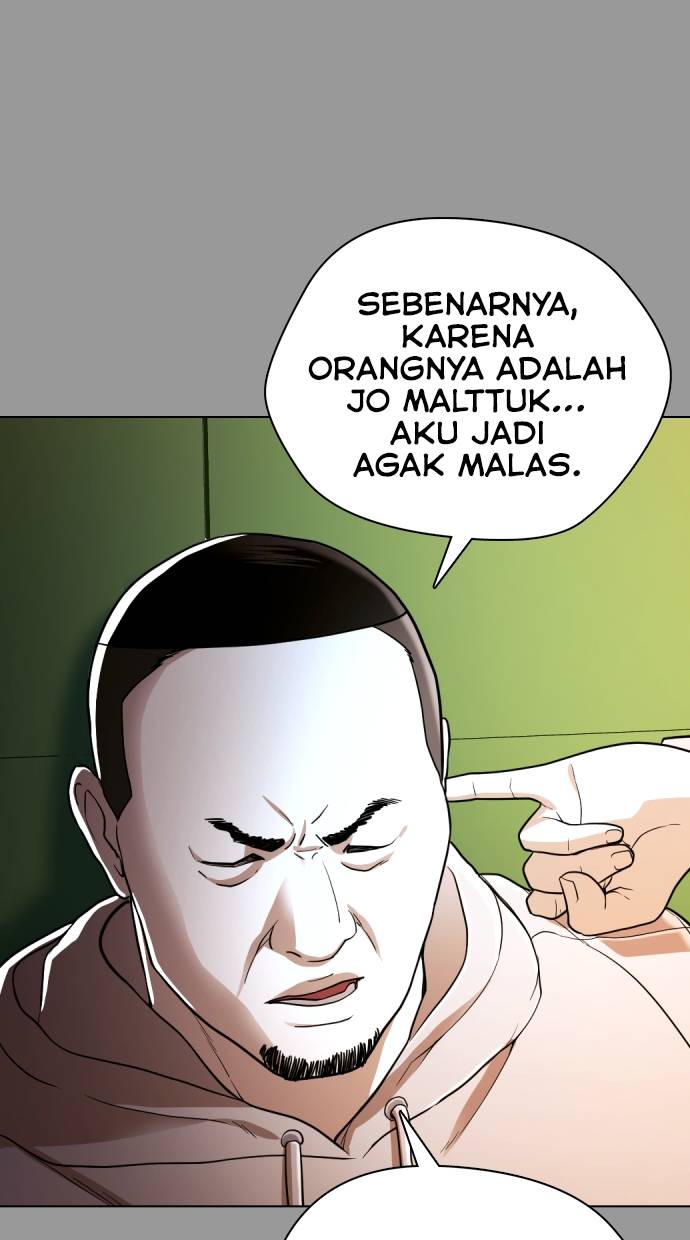 SEBENARNYA,
KARENA
ORANGNYA ADALAH
JO MALTTUK...
AKU JADI
AGAK MALAS.